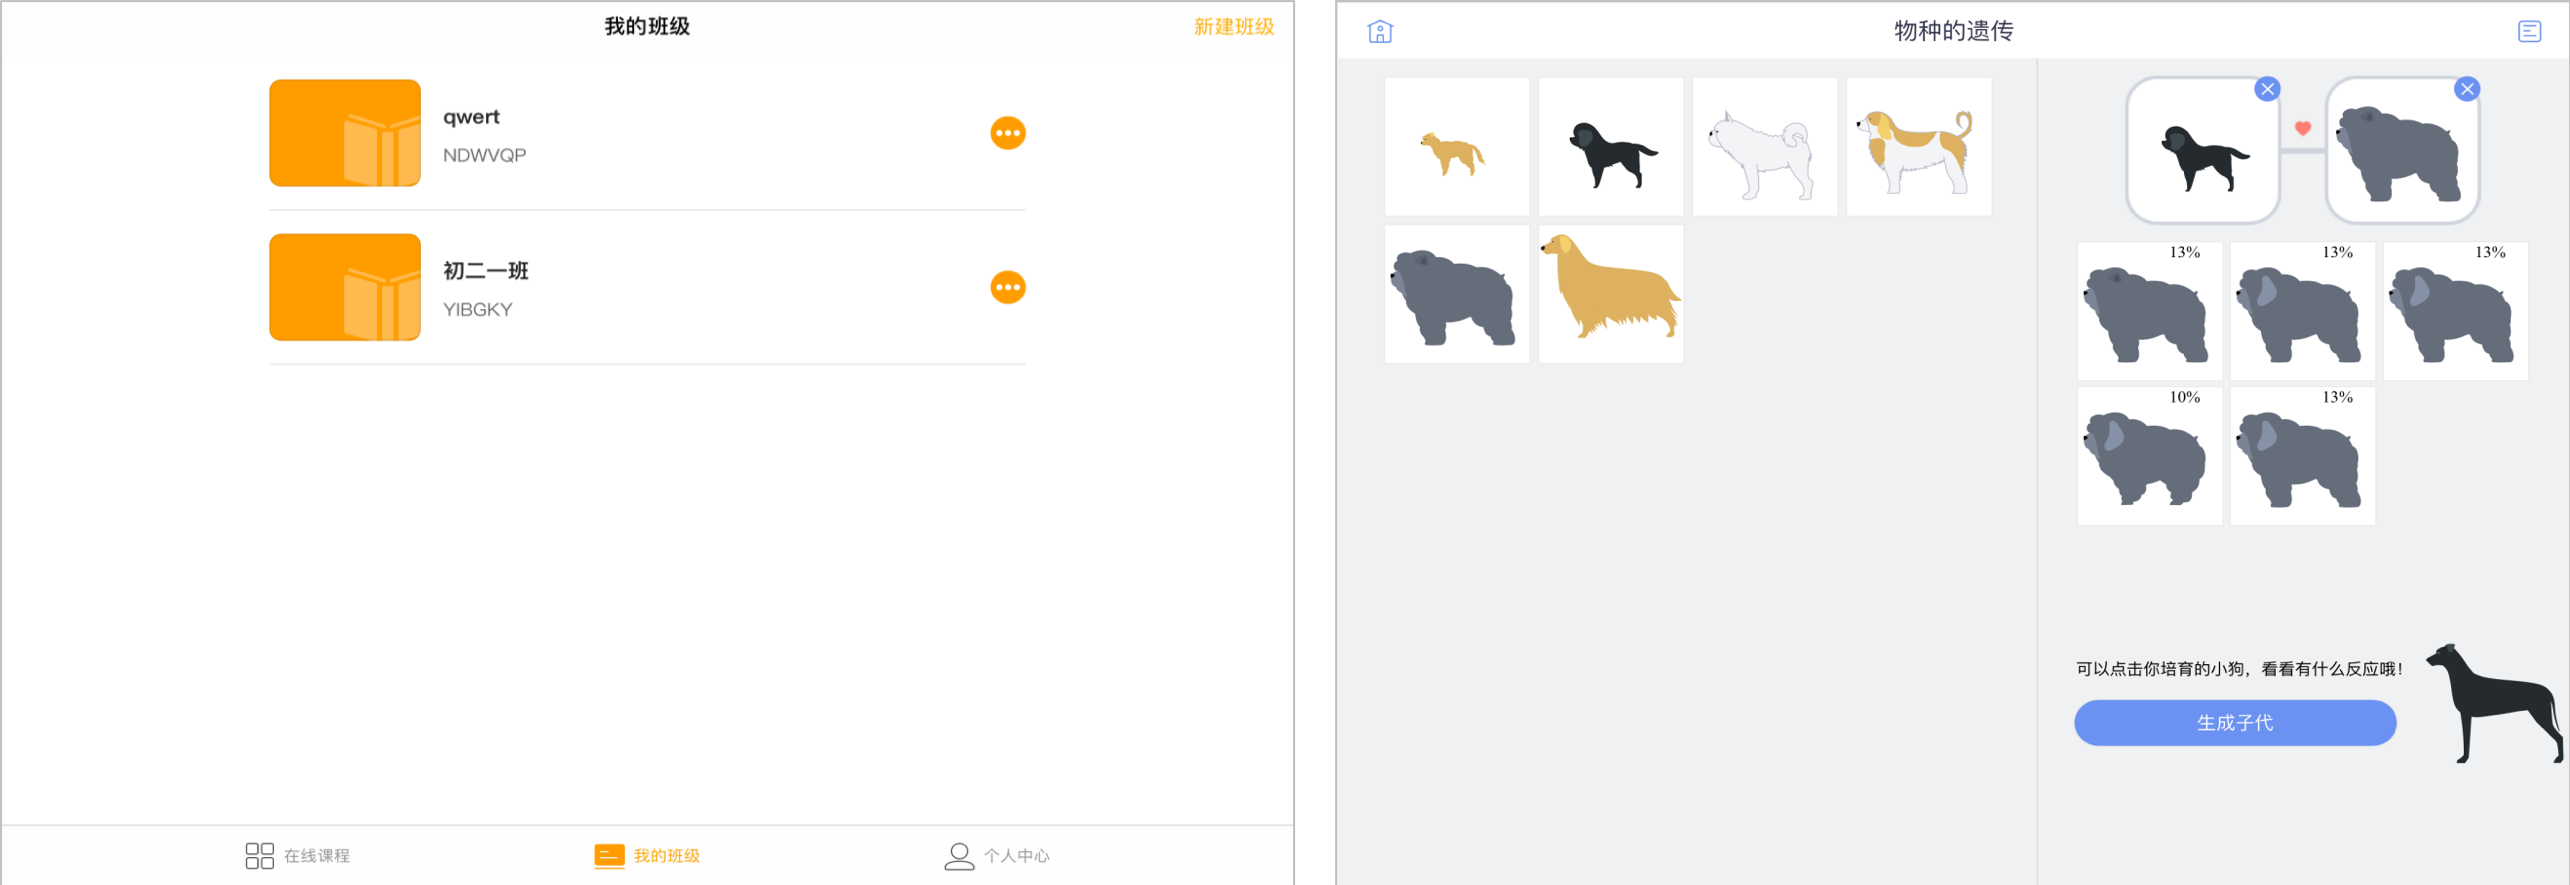 我的班级
新建班级
qwert
NDWVQP
初二一班
YIBGKY
在线课程
我的班级
个人中心
物种的遗传
13%
13%
13%
10%
13%
可以点击你培育的小狗，看看有什么反应哦！
生成子代